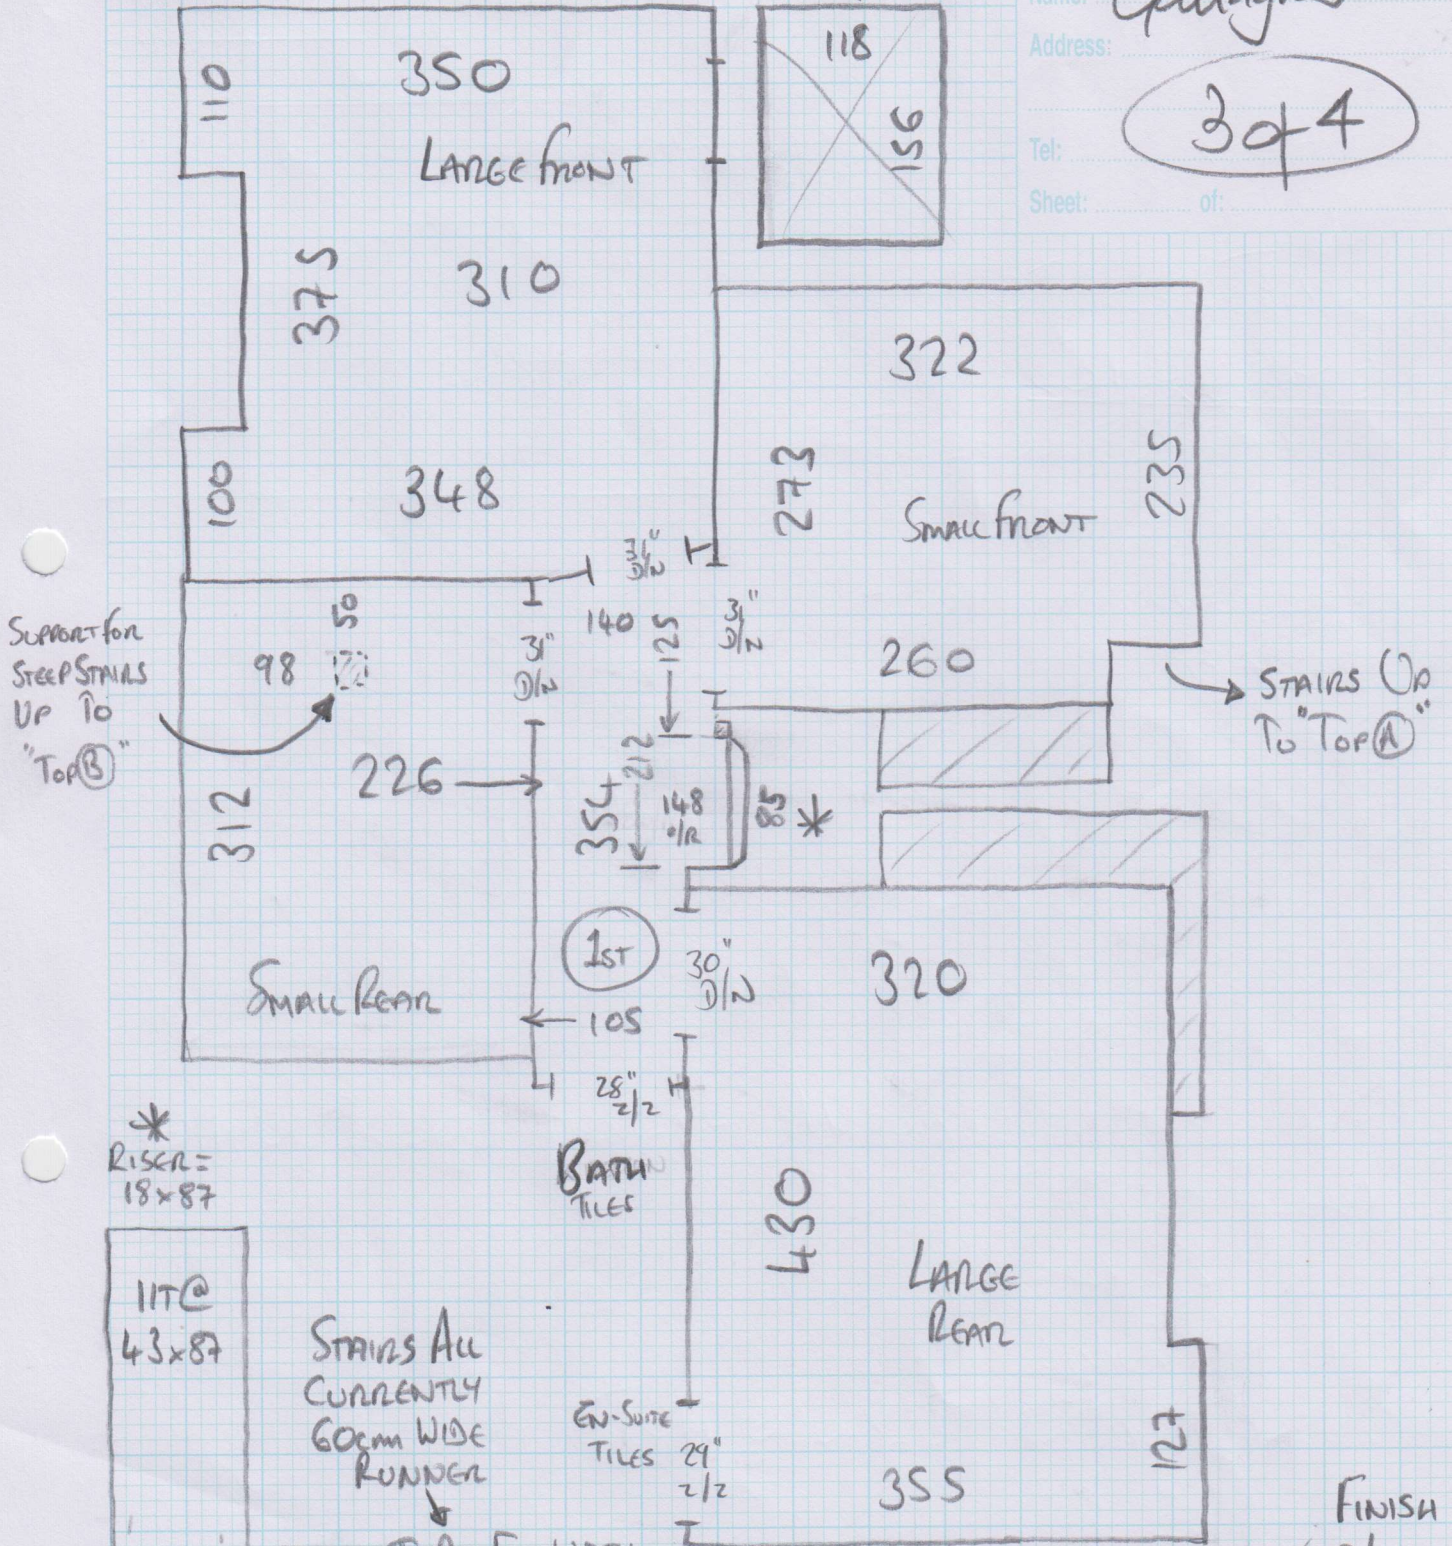 Name:
Address:
3 of 4
Tel:
Sheet: of:
118
156
110
350
LARGE FRONT
375
310
100
348
322
273
235
SMALL FRONT
260
31"
D/N
31"
D/N
31"
D/N
140
125
50
98
SUPPORT FOR
STEEP STAIRS
UP TO
"TOP B"
STAIRS UP
TO "TOP A"
226
312
354
212
148
O/R
85 *
SMALL REAR
1ST
30"
D/N
320
105
28"
Z/Z
BATH
TILES
*
RISER =
18x87
11T@
43x87
STAIRS ALL
CURRENTLY
60cm WIDE
RUNNER
430
LARGE
REAR
EN-SUITE
TILES
29"
Z/Z
355
127
FINISH